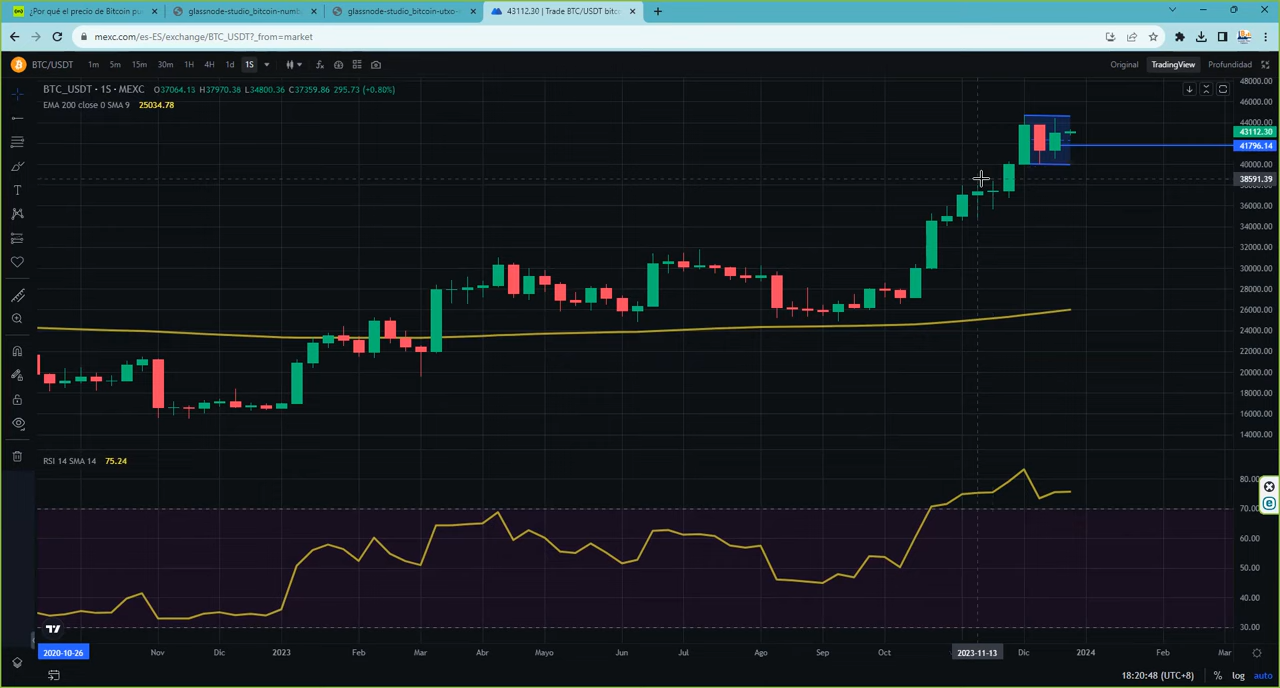 ¿Por qué el precio de Bitcoin pu
glassnode-studio_bitcoin-numb
glassnode-studio_bitcoin-utxo-s
43112.30 | Trade BTC/USDT bitc
mexc.com/es-ES/exchange/BTC_USDT?_from=market
BTC/USDT 1m 5m 15m 30m 1H 4H 1d 1S
Original TradingView Profundidad
BTC_USDT • 1S • MEXC O37064.13 H37970.38 L34800.36 C37359.86 295.73 (+0.80%)
EMA 200 close 0 SMA 9 25034.78
48000.00
46000.00
44000.00
43112.30
41796.14
40000.00
38591.39
36000.00
34000.00
32000.00
30000.00
28000.00
26000.00
24000.00
22000.00
20000.00
18000.00
16000.00
14000.00
RSI 14 SMA 14 75.24
80.00
70.00
60.00
50.00
40.00
30.00
2020-10-26 Nov Dic 2023 Feb Mar Abr Mayo Jun Jul Ago Sep Oct 2023-11-13 Dic 2024 Feb Mar
18:20:48 (UTC+8) % log auto